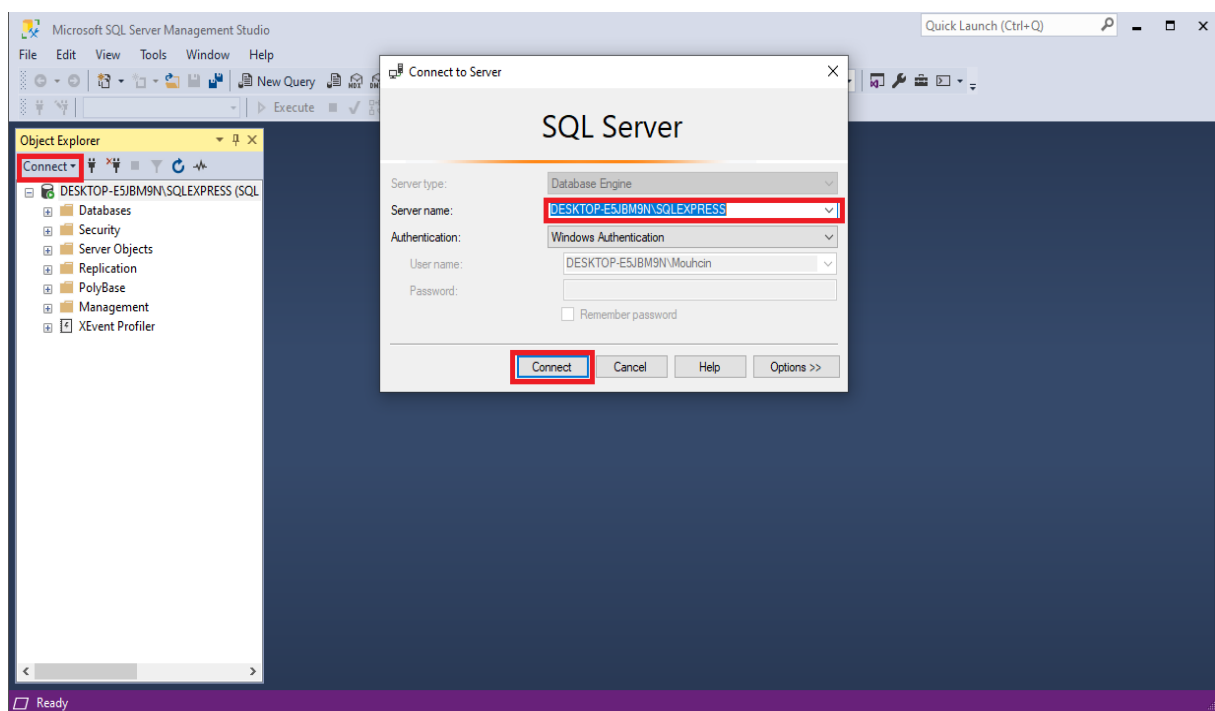 Microsoft SQL Server Management Studio
Quick Launch (Ctrl+Q)
File Edit View Tools Window Help
New Query
Execute
Object Explorer
Connect
DESKTOP-E5JBM9N\SQLEXPRESS (SQL
Databases
Security
Server Objects
Replication
PolyBase
Management
XEvent Profiler
Connect to Server
SQL Server
Server type: Database Engine
Server name: DESKTOP-E5JBM9N\SQLEXPRESS
Authentication: Windows Authentication
User name: DESKTOP-E5JBM9N\Mouhcin
Password:
Remember password
Connect Cancel Help Options >>
Ready